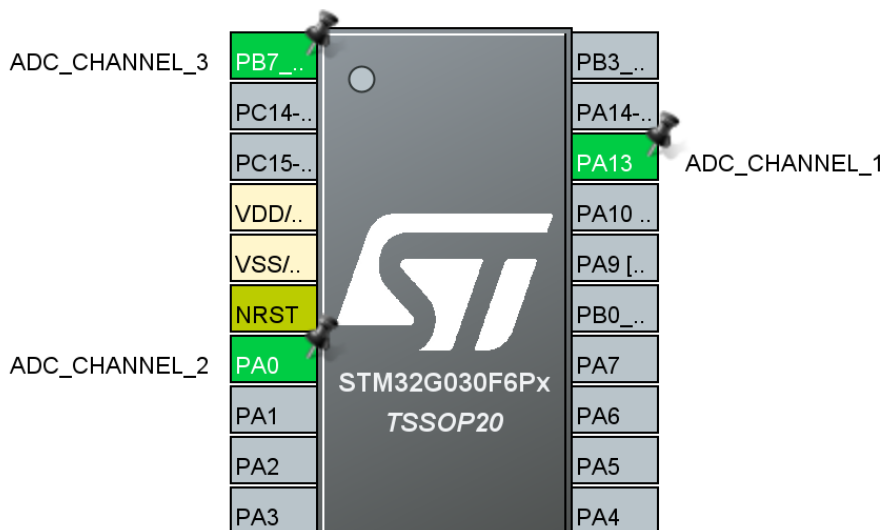 ADC_CHANNEL_3
PB7_..
PC14-..
PC15-..
VDD/..
VSS/..
NRST
ADC_CHANNEL_2
PA0
PA1
PA2
PA3
ST
STM32G030F6Px
TSSOP20
PB3_..
PA14-..
PA13
ADC_CHANNEL_1
PA10 ..
PA9 [..
PB0_..
PA7
PA6
PA5
PA4